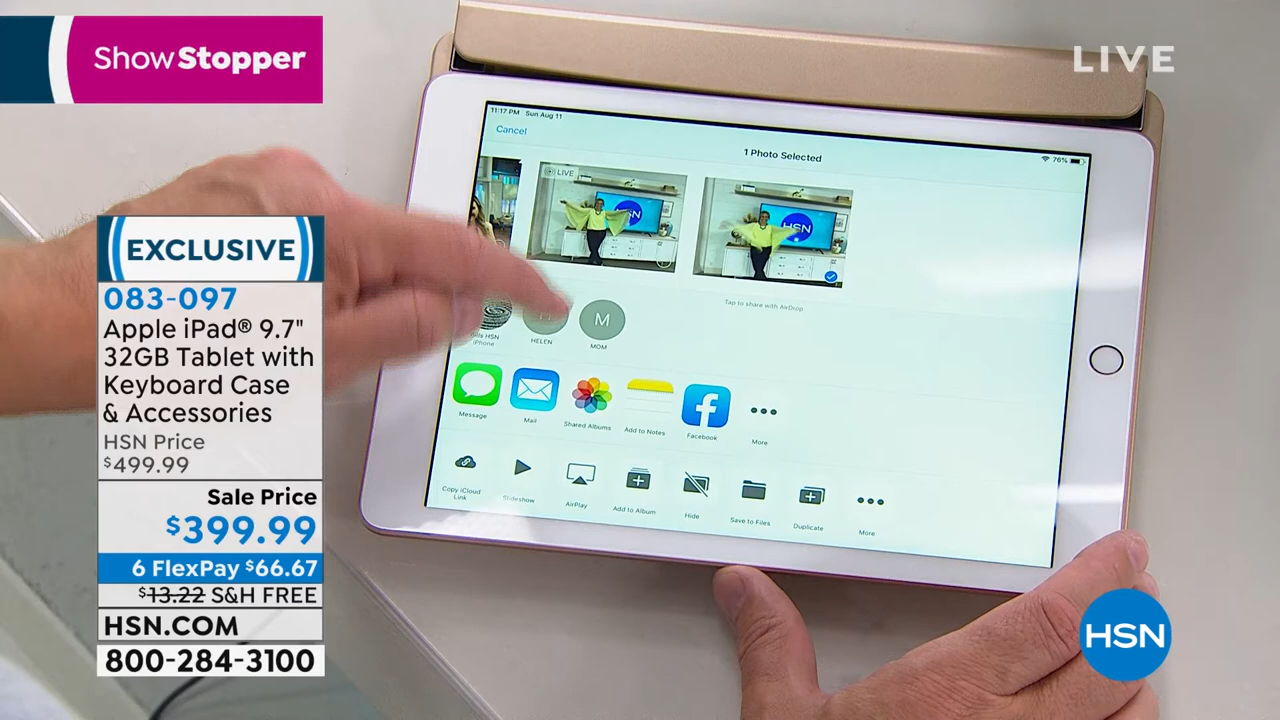 ShowStopper
LIVE
EXCLUSIVE
083-097
Apple iPad® 9.7"
32GB Tablet with
Keyboard Case
& Accessories
HSN Price
$499.99
Sale Price
$399.99
6 FlexPay $66.67
$13.22 S&H FREE
HSN.COM
800-284-3100
11:17 PM Sun Aug 11
76%
Cancel
1 Photo Selected
LIVE
HSN
HSN
Tap to share with AirDrop
HSN
iPhone
HELEN
M
MOM
Message
Mail
Shared Albums
Add to Notes
Facebook
More
Copy iCloud
Link
Slideshow
AirPlay
Add to Album
Hide
Save to Files
Duplicate
More
HSN